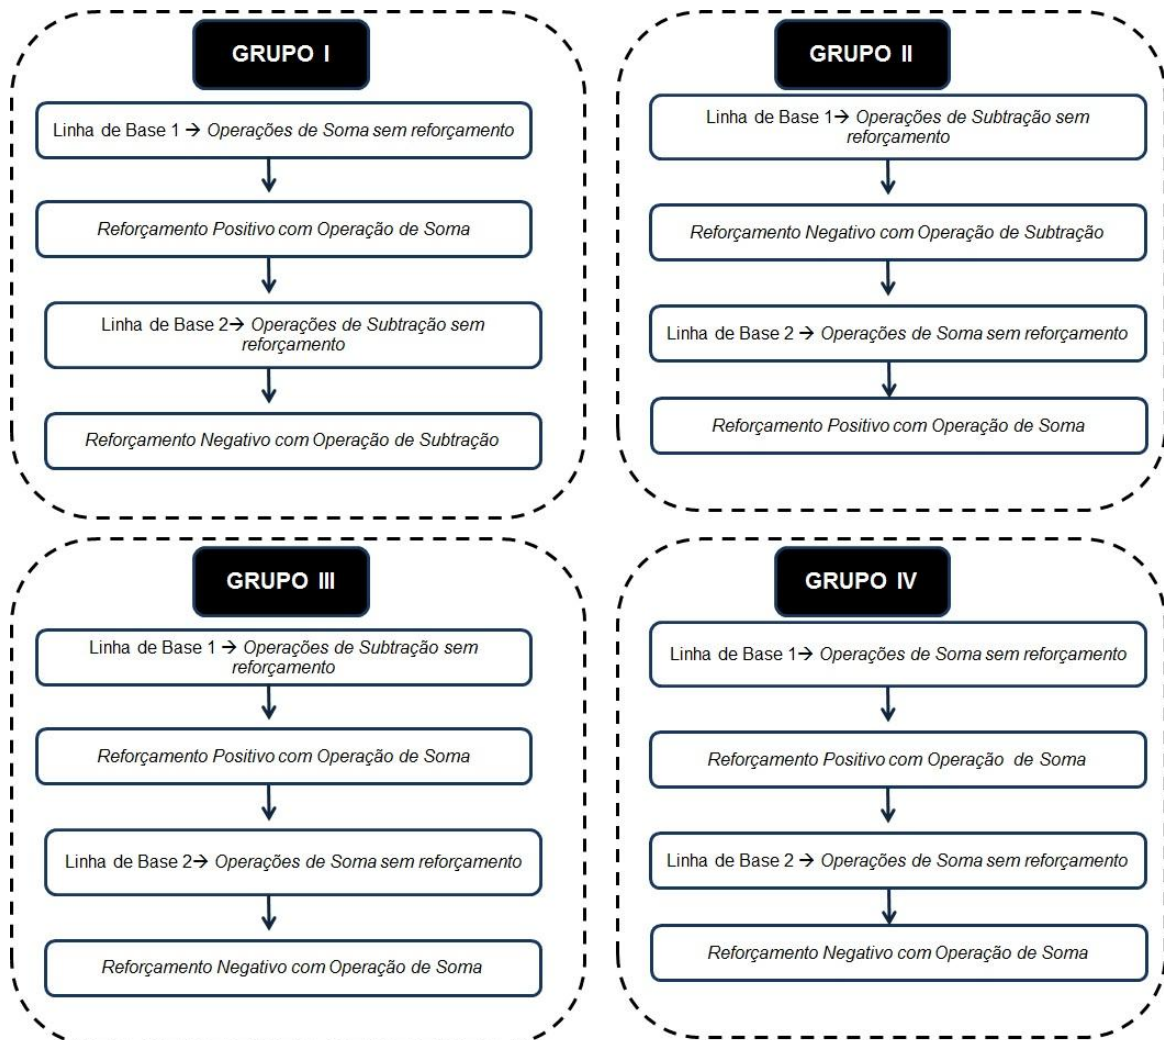 GRUPO I
Linha de Base 1 → Operações de Soma sem reforçamento
Reforçamento Positivo com Operação de Soma
Linha de Base 2→ Operações de Subtração sem
reforçamento
Reforçamento Negativo com Operação de Subtração
GRUPO II
Linha de Base 1→ Operações de Subtração sem
reforçamento
Reforçamento Negativo com Operação de Subtração
Linha de Base 2 → Operações de Soma sem reforçamento
Reforçamento Positivo com Operação de Soma
GRUPO III
Linha de Base 1 → Operações de Subtração sem
reforçamento
Reforçamento Positivo com Operação de Soma
Linha de Base 2→ Operações de Soma sem reforçamento
Reforçamento Negativo com Operação de Soma
GRUPO IV
Linha de Base 1→ Operações de Soma sem reforçamento
Reforçamento Positivo com Operação de Soma
Linha de Base 2 → Operações de Soma sem reforçamento
Reforçamento Negativo com Operação de Soma